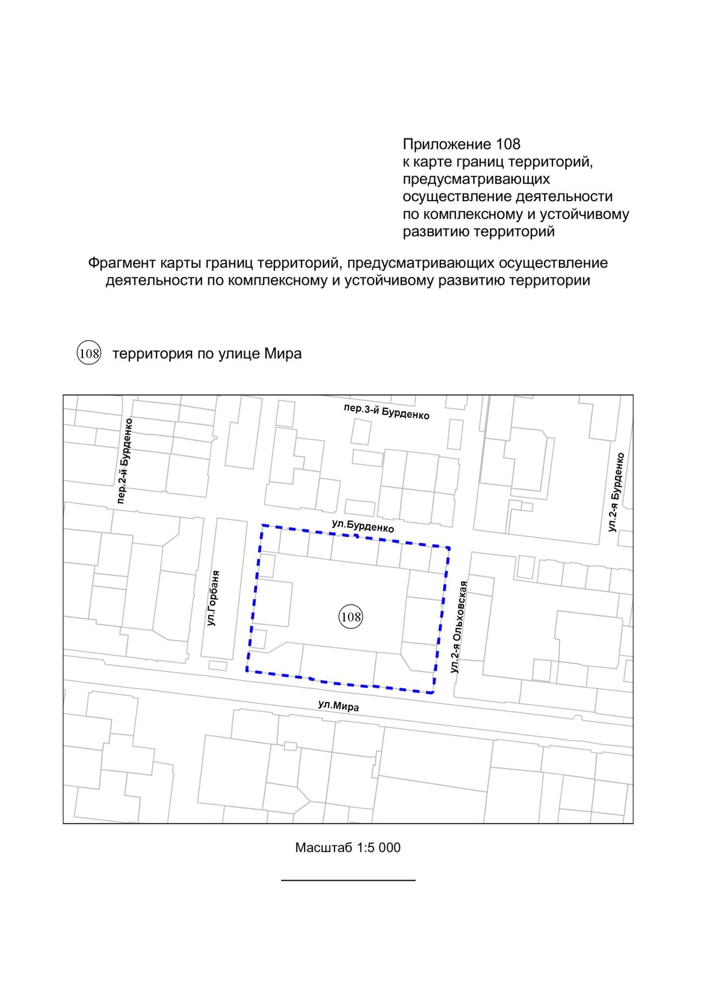 Приложение 108
к карте границ территорий,
предусматривающих
осуществление деятельности
по комплексному и устойчивому
развитию территорий
Фрагмент карты границ территорий, предусматривающих осуществление
деятельности по комплексному и устойчивому развитию территории
108 территория по улице Мира
пер.3-й Бурденко
пер.2-й Бурденко
ул.2-я Бурденко
ул.Бурденко
ул.Горбаня
108
ул.2-я Ольховская
ул.Мира
Масштаб 1:5 000